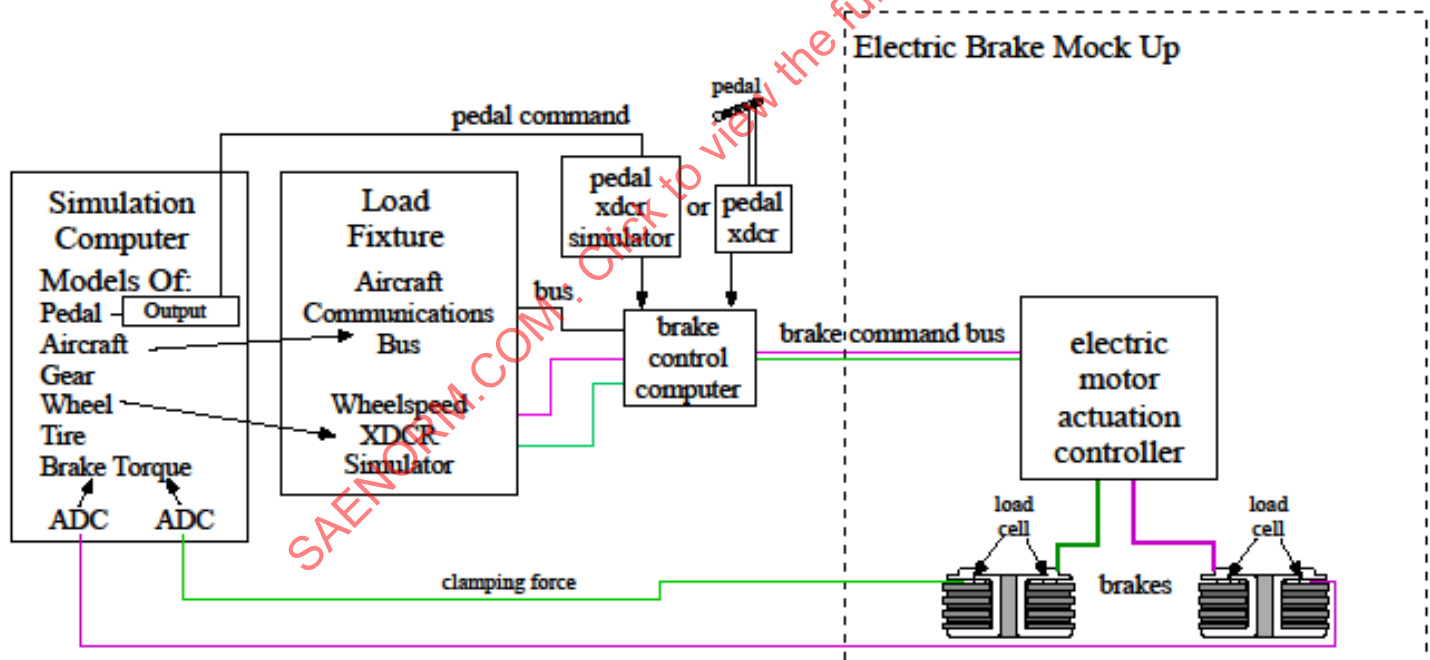 Electric Brake Mock Up
pedal
pedal command
pedal
xdcr
simulator
or
pedal
xdcr
Simulation
Computer
Models Of:
Pedal
Output
Aircraft
Gear
Wheel
Tire
Brake Torque
ADC
ADC
Load
Fixture
Aircraft
Communications
Bus
Wheelspeed
XDCR
Simulator
bus
brake
control
computer
brake command bus
electric
motor
actuation
controller
load
cell
load
cell
brakes
clamping force
SAENORM.COM : Click to view the full